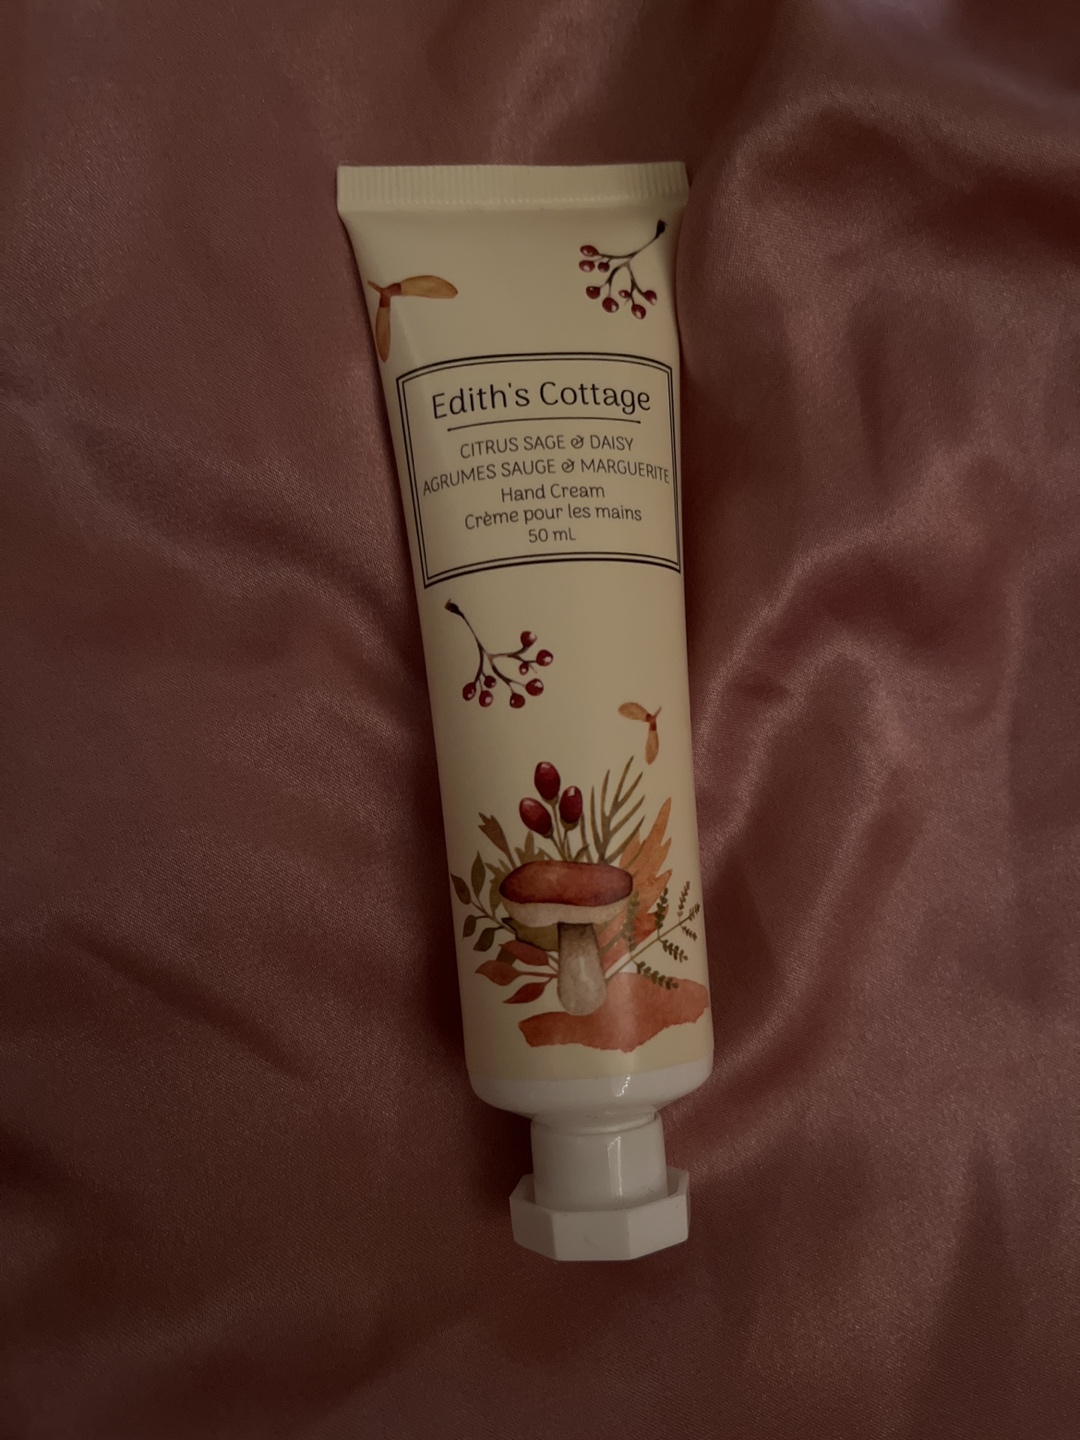 Edith's Cottage
CITRUS SAGE & DAISY
AGRUMES SAUGE & MARGUERITE
Hand Cream
Crème pour les mains
50 mL